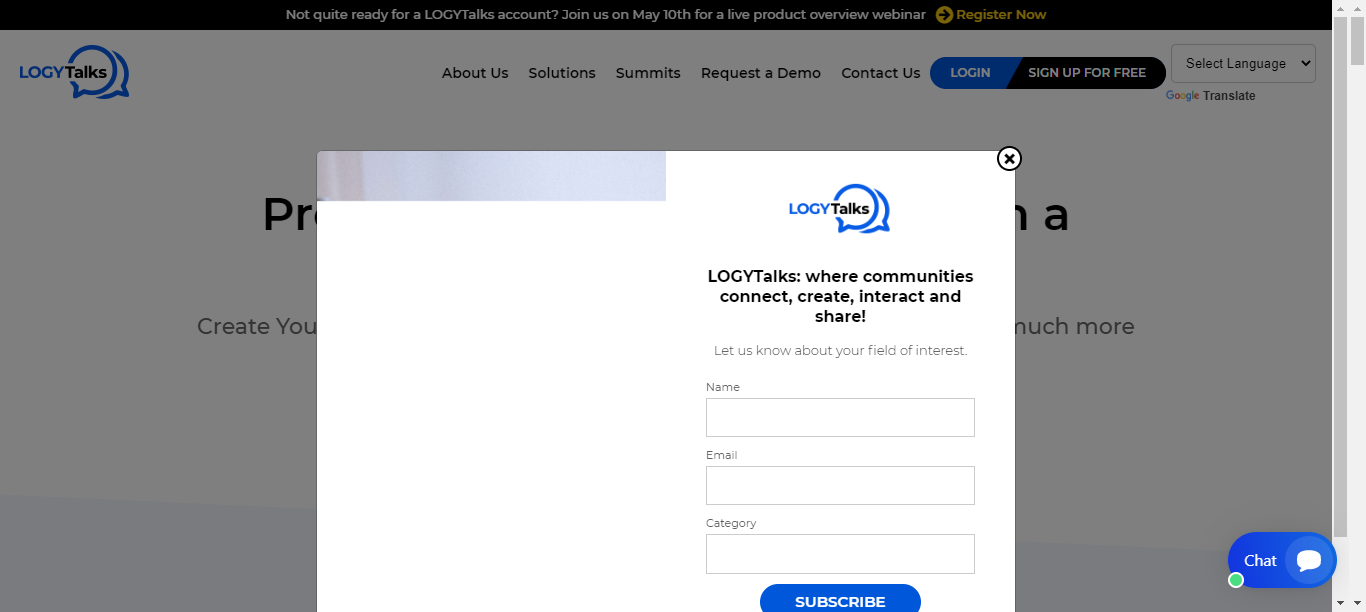 Not quite ready for a LOGYTalks account? Join us on May 10th for a live product overview webinar Register Now
LOGYTalks
About Us Solutions Summits Request a Demo Contact Us LOGIN SIGN UP FOR FREE Select Language
Google Translate
a
LOGYTalks
LOGYTalks: where communities
connect, create, interact and
share!
Create You
much more
Let us know about your field of interest.
Name
Email
Category
Chat
SUBSCRIBE